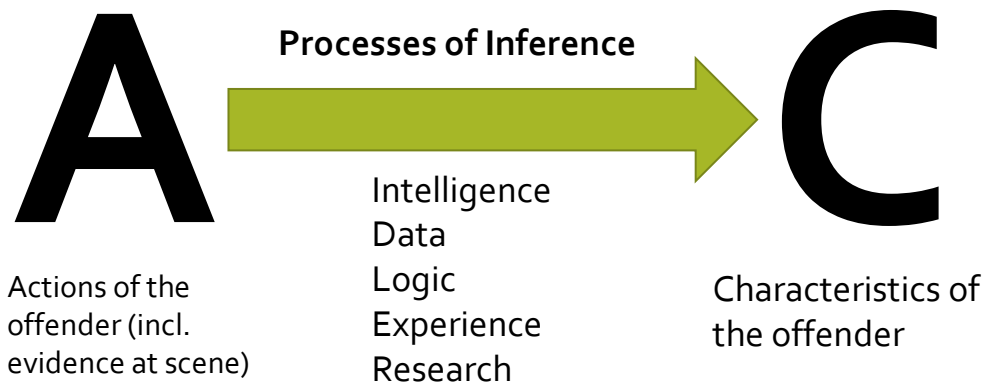 A
Processes of Inference
C
Intelligence
Data
Logic
Experience
Research
Actions of the
offender (incl.
evidence at scene)
Characteristics of
the offender